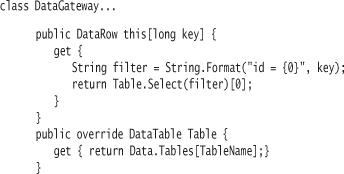 class DataGateway...
public DataRow this[long key] {
get {
String filter = String.Format("id = {0}", key);
return Table.Select(filter)[0];
}
}
public override DataTable Table {
get { return Data.Tables[TableName];}
}